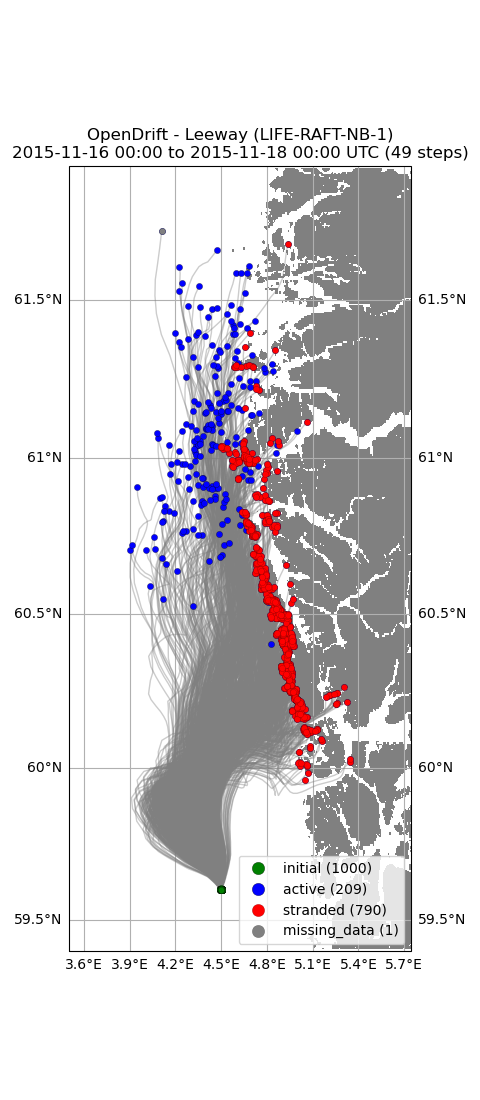 OpenDrift - Leeway (LIFE-RAFT-NB-1)
2015-11-16 00:00 to 2015-11-18 00:00 UTC (49 steps)
61.5°N 61.5°N
61°N 61°N
60.5°N 60.5°N
60°N 60°N
59.5°N 59.5°N
initial (1000)
active (209)
stranded (790)
missing_data (1)
3.6°E 3.9°E 4.2°E 4.5°E 4.8°E 5.1°E 5.4°E 5.7°E